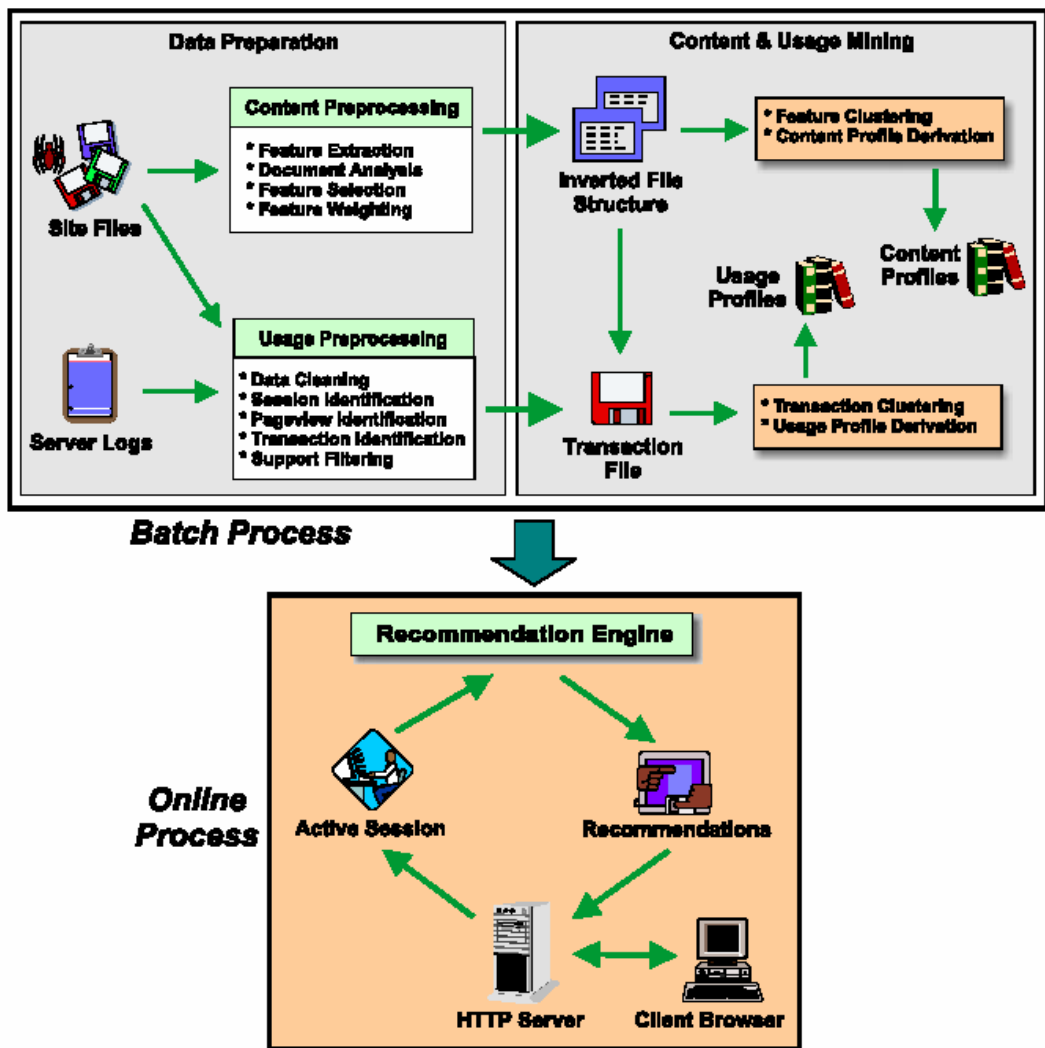 Data Preparation
Content & Usage Mining
Content Preprocessing
* Feature Extraction
* Document Analysis
* Feature Selection
* Feature Weighting
Site Files
Inverted File
Structure
* Feature Clustering
* Content Profile Derivation
Usage
Profiles
Content
Profiles
Usage Preprocessing
* Data Cleaning
* Session Identification
* Pageview Identification
* Transaction Identification
* Support Filtering
Server Logs
Transaction
File
* Transaction Clustering
* Usage Profile Derivation
Batch Process
Recommendation Engine
Online
Process
Active Session
Recommendations
HTTP Server
Client Browser